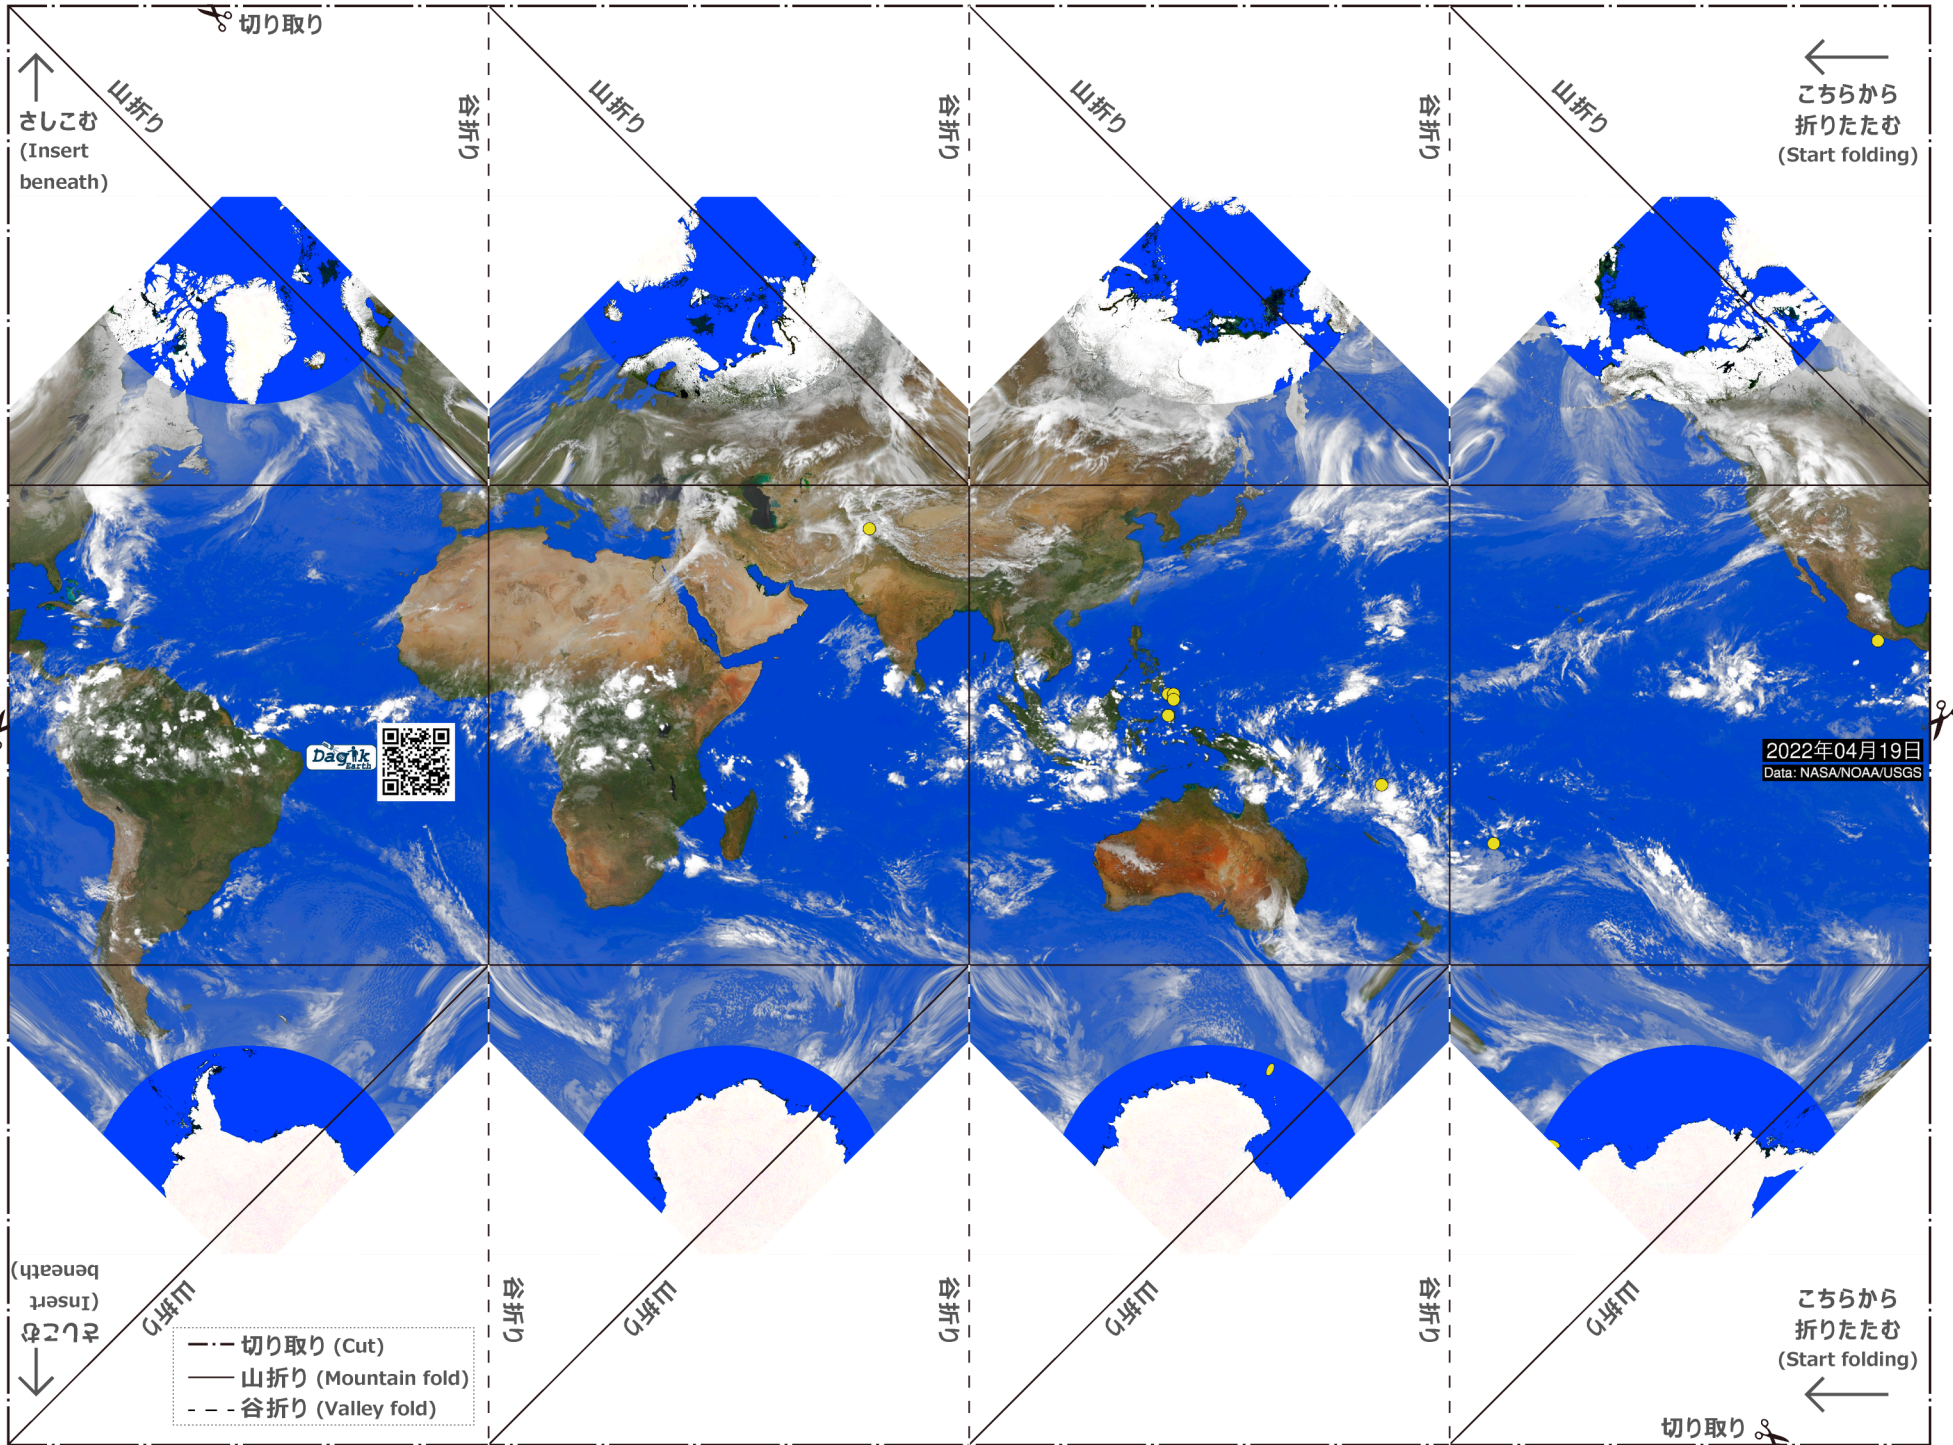 切り取り
さしこむ
(Insert
beneath)
山折り
谷折り
山折り
谷折り
山折り
谷折り
山折り
こちらから
折りたたむ
(Start folding)
Dagik
Earth
2022年04月19日
Data: NASA/NOAA/USGS
さしこむ
(Insert
beneath)
山折り
谷折り
山折り
谷折り
山折り
谷折り
山折り
こちらから
折りたたむ
(Start folding)
切り取り (Cut)
山折り (Mountain fold)
谷折り (Valley fold)
切り取り